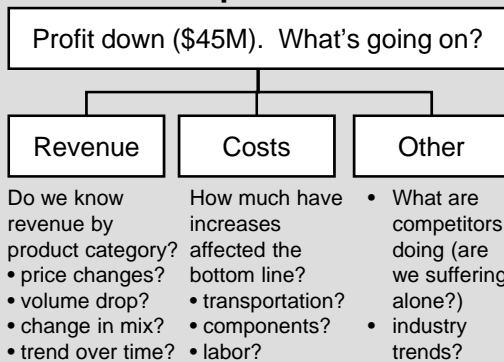 Profit down ($45M). What's going on?
Revenue
Costs
Other
Do we know
revenue by
product category?
• price changes?
• volume drop?
• change in mix?
• trend over time?
How much have
increases
affected the
bottom line?
• transportation?
• components?
• labor?
• What are
competitors
doing (are
we suffering
alone?)
• industry
trends?